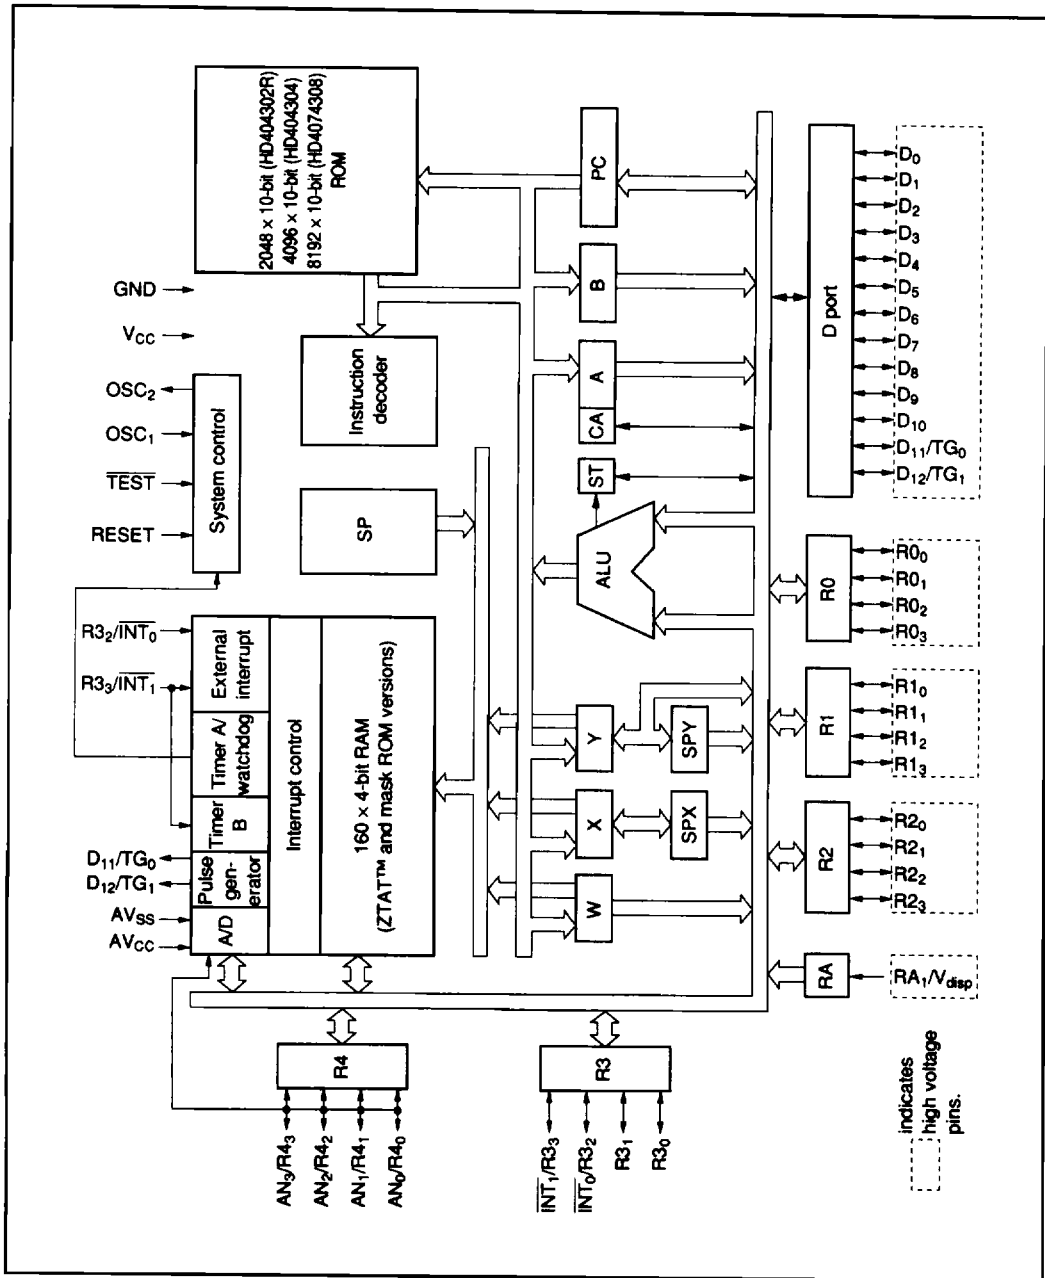 2048 × 10-bit (HD404302R)
4096 × 10-bit (HD404304)
8192 × 10-bit (HD4074308)
ROM
GND
VCC
OSC2
OSC1
TEST
RESET
System control
Instruction
decoder
SP
R32/INT0
R33/INT1
External
interrupt
Timer A/
watchdog
Timer
B
Pulse
gen-
erator
A/D
Interrupt control
160 × 4-bit RAM
(ZTAT™ and mask ROM versions)
D11/TG0
D12/TG1
AVSS
AVCC
PC
B
A
CA
ST
ALU
Y
SPY
X
SPX
W
D port
D0
D1
D2
D3
D4
D5
D6
D7
D8
D9
D10
D11/TG0
D12/TG1
R0
R00
R01
R02
R03
R1
R10
R11
R12
R13
R2
R20
R21
R22
R23
RA
RA1/Vdisp
R4
AN3/R43
AN2/R42
AN1/R41
AN0/R40
R3
INT1/R33
INT0/R32
R31
R30
indicates
high voltage
pins.